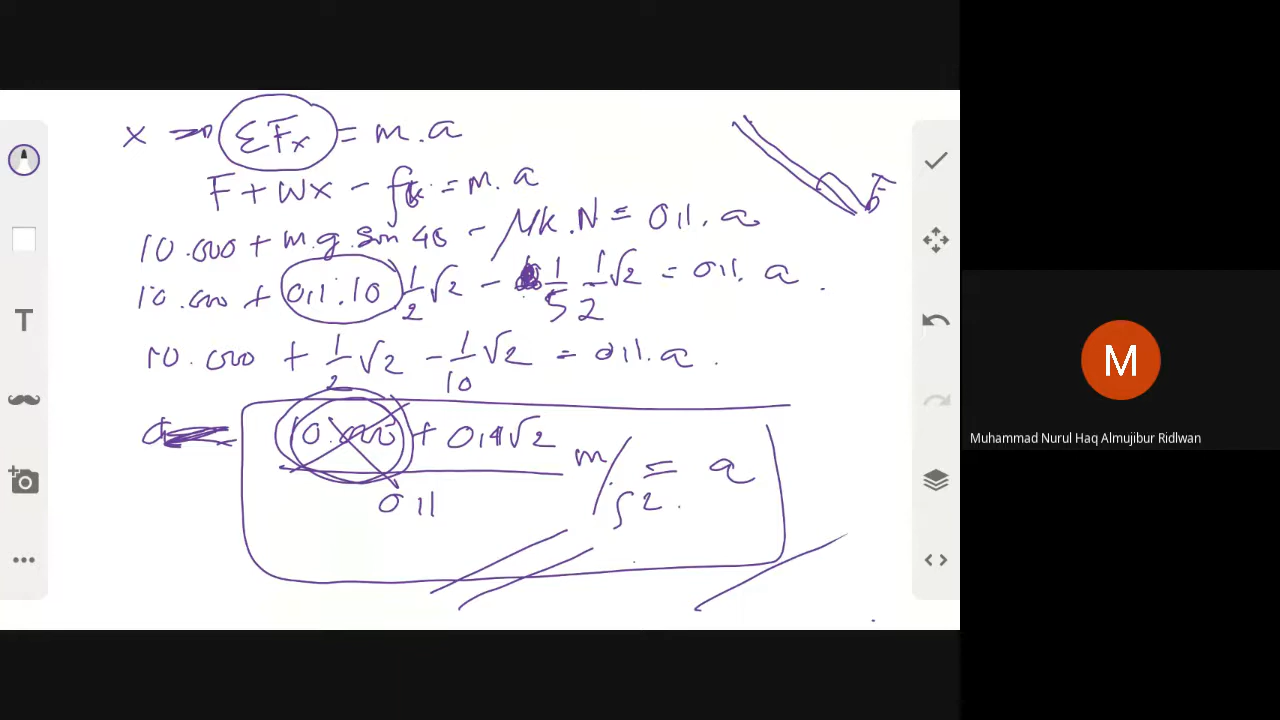 x → ΣFx = m.a
F + Wx - fk = m.a
10.000 + m.g.sin 45 - μk.N = 0,1.a
10.000 + 0,1.10 1/2 √2 - 1/5 1/2 √2 = 0,1.a
10.000 + 1/2 √2 - 1/10 √2 = 0,1.a
10.000 + 0,4√2 / 0,1 m/s2 = a
F
T
M
Muhammad Nurul Haq Almujibur Ridlwan